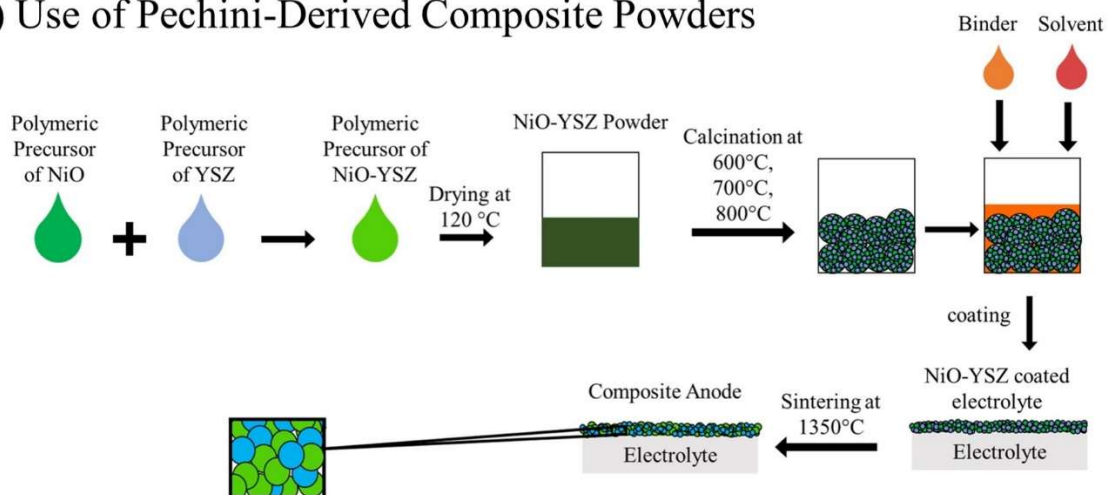 ) Use of Pechini-Derived Composite Powders
Binder Solvent
Polymeric
Precursor
of NiO
Polymeric
Precursor
of YSZ
Polymeric
Precursor of
NiO-YSZ
Drying at
120 °C
NiO-YSZ Powder
Calcination at
600°C,
700°C,
800°C
coating
NiO-YSZ coated
electrolyte
Electrolyte
Sintering at
1350°C
Composite Anode
Electrolyte